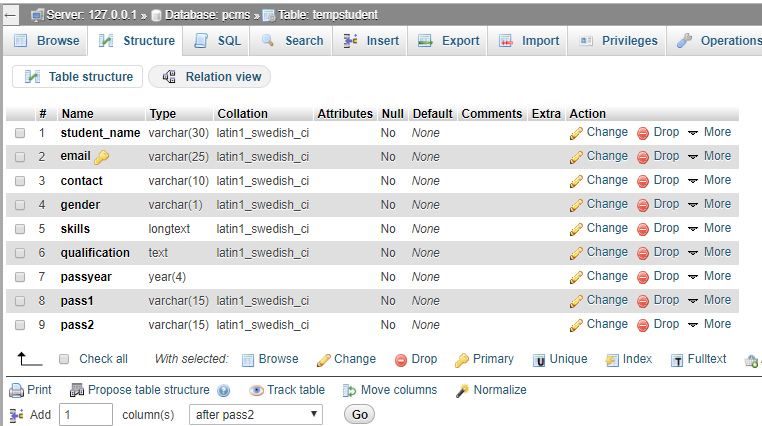 Server: 127.0.0.1 » Database: pcms » Table: tempstudent
Browse Structure SQL Search Insert Export Import Privileges Operations
Table structure Relation view
# Name Type Collation Attributes Null Default Comments Extra Action
1 student_name varchar(30) latin1_swedish_ci No None Change Drop More
2 email varchar(25) latin1_swedish_ci No None Change Drop More
3 contact varchar(10) latin1_swedish_ci No None Change Drop More
4 gender varchar(1) latin1_swedish_ci No None Change Drop More
5 skills longtext latin1_swedish_ci No None Change Drop More
6 qualification text latin1_swedish_ci No None Change Drop More
7 passyear year(4) No None Change Drop More
8 pass1 varchar(15) latin1_swedish_ci No None Change Drop More
9 pass2 varchar(15) latin1_swedish_ci No None Change Drop More
Check all With selected: Browse Change Drop Primary Unique Index Fulltext
Print Propose table structure Track table Move columns Normalize
Add 1 column(s) after pass2 Go